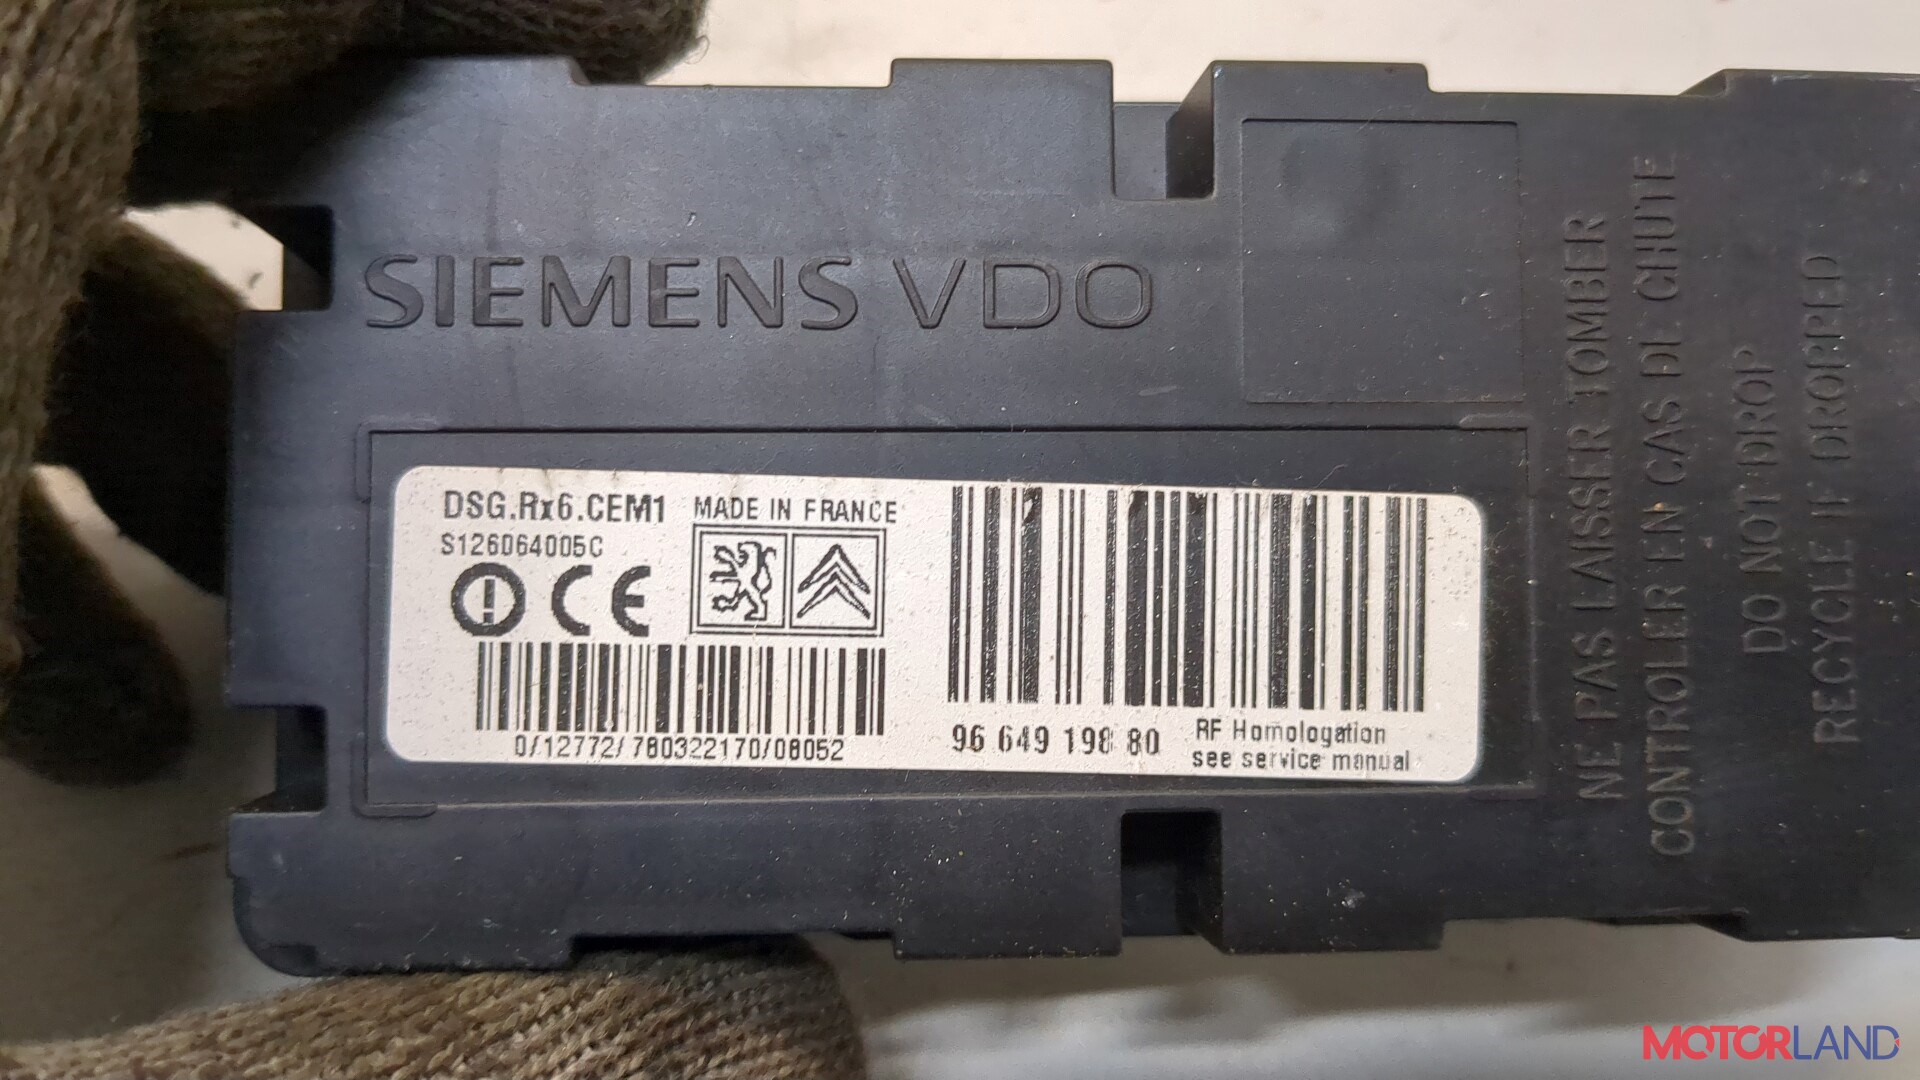 SIEMENS VDO
DSG.Rx6.CEM1 MADE IN FRANCE
S126064005C
CE
0/12772/780322170/08052
96 649 198 80
RF Homologation
see service manual
NE PAS LAISSER TOMBER
CONTROLER EN CAS DE CHUTE
DO NOT DROP
RECYCLE IF DROPPED
MOTORLAND